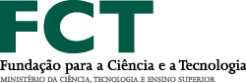 FCT
Fundação para a Ciência e a Tecnologia
MINISTÉRIO DA CIÊNCIA, TECNOLOGIA E ENSINO SUPERIOR